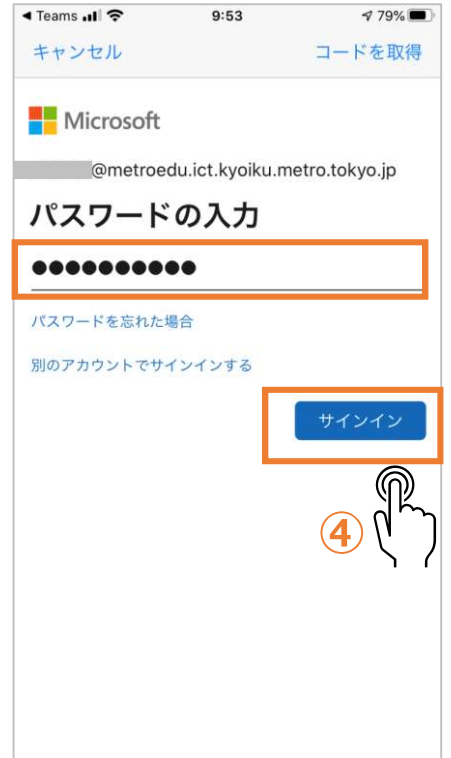 Teams 9:53 79%
キャンセル コードを取得
Microsoft
@metroedu.ict.kyoiku.metro.tokyo.jp
パスワードの入力
●●●●●●●●●●
パスワードを忘れた場合
別のアカウントでサインインする
サインイン
④